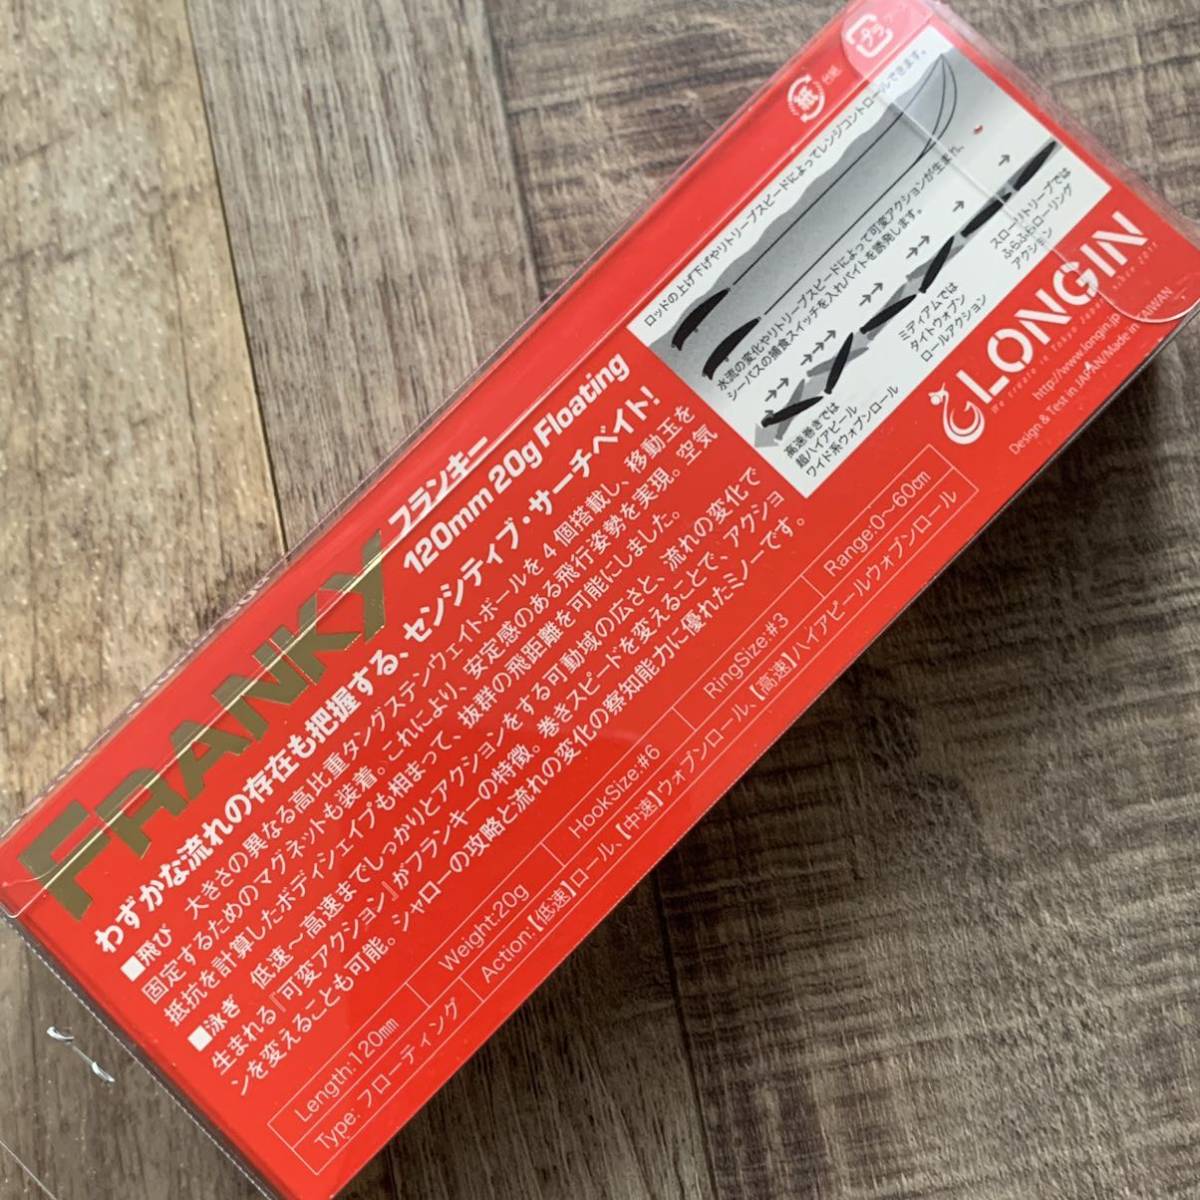 FRANKY フランキー
120mm 20g Floating
わずかな流れの存在も把握する、センシティブ・サーチベイト!
■飛び 大きさの異なる高比重タングステンウェイトボールを4個搭載し、移動玉を
固定するためのマグネットも装着。これにより、安定感のある飛行姿勢を実現。空気
抵抗を計算したボディシェイプも相まって、抜群の飛距離を可能にしました。
■泳ぎ 低速〜高速までしっかりとアクションをする可動域の広さと、流れの変化で
生まれる『可変アクション』がフランキーの特徴。巻きスピードを変えることで、アクショ
ンを変えることも可能。シャローの攻略と流れの変化の察知能力に優れたミノーです。
Length:120mm Weight:20g HookSize:#6 RingSize:#3 Range:0〜60cm
Type: フローティング Action:【低速】ロール、【中速】ウォブンロール、【高速】ハイアピールウォブンロール
プラ
紙 台紙
ロッドの上げ下げやリトリーブスピードによってレンジコントロールできます。
水流の変化やリトリーブスピードによって可変アクションが生まれ、
シーバスの捕食スイッチを入れバイトを誘発します。
高速巻きでは
超ハイアピール
ワイド系ウォブンロール
ミディアムでは
タイトウォブン
ロールアクション
スローリトリーブでは
ふらふらローリング
アクション
LONGIN
We create in Tokyo Japan since 2011
http://www.longin.jp
Design & Test in JAPAN/Made in TAIWAN